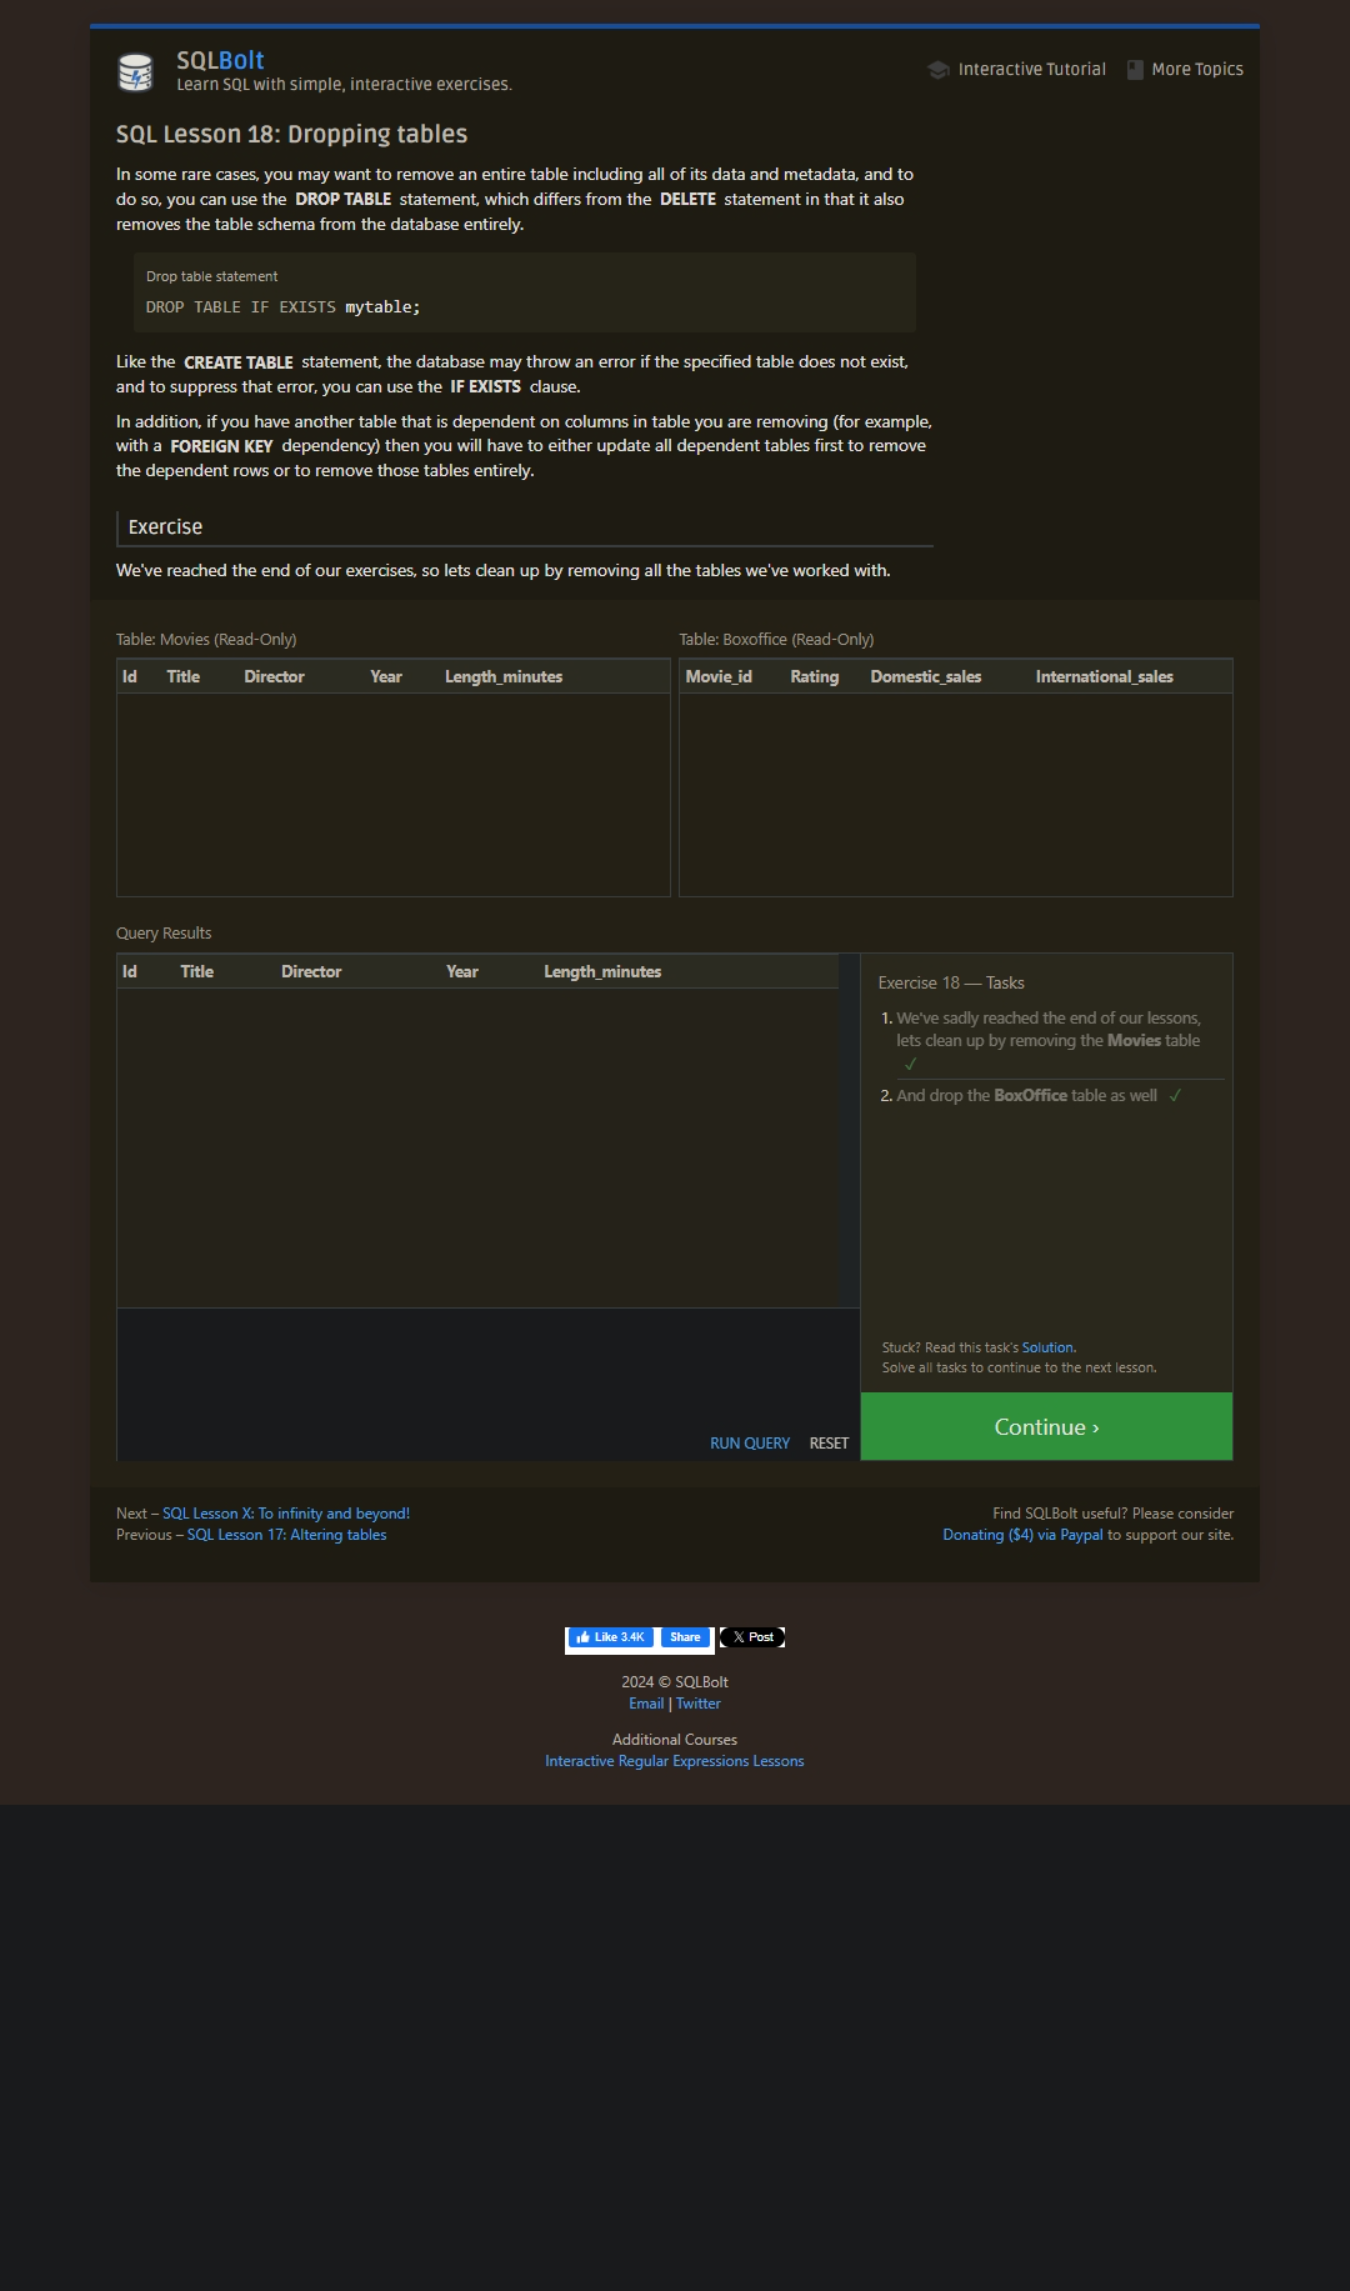 SQLBolt
Learn SQL with simple, interactive exercises.
Interactive Tutorial
More Topics
SQL Lesson 18: Dropping tables
In some rare cases, you may want to remove an entire table including all of its data and metadata, and to
do so, you can use the DROP TABLE statement, which differs from the DELETE statement in that it also
removes the table schema from the database entirely.
Drop table statement
DROP TABLE IF EXISTS mytable;
Like the CREATE TABLE statement, the database may throw an error if the specified table does not exist,
and to suppress that error, you can use the IF EXISTS clause.
In addition, if you have another table that is dependent on columns in table you are removing (for example,
with a FOREIGN KEY dependency) then you will have to either update all dependent tables first to remove
the dependent rows or to remove those tables entirely.
Exercise
We've reached the end of our exercises, so lets clean up by removing all the tables we've worked with.
Table: Movies (Read-Only)
Id Title Director Year Length_minutes
Table: Boxoffice (Read-Only)
Movie_id Rating Domestic_sales International_sales
Query Results
Id Title Director Year Length_minutes
Exercise 18 — Tasks
1. We've sadly reached the end of our lessons,
lets clean up by removing the Movies table
✓
2. And drop the BoxOffice table as well ✓
Stuck? Read this task's Solution.
Solve all tasks to continue to the next lesson.
RUN QUERY RESET
Continue ›
Next – SQL Lesson X: To infinity and beyond!
Previous – SQL Lesson 17: Altering tables
Find SQLBolt useful? Please consider
Donating ($4) via Paypal to support our site.
Like 3.4K Share X Post
2024 © SQLBolt
Email | Twitter
Additional Courses
Interactive Regular Expressions Lessons